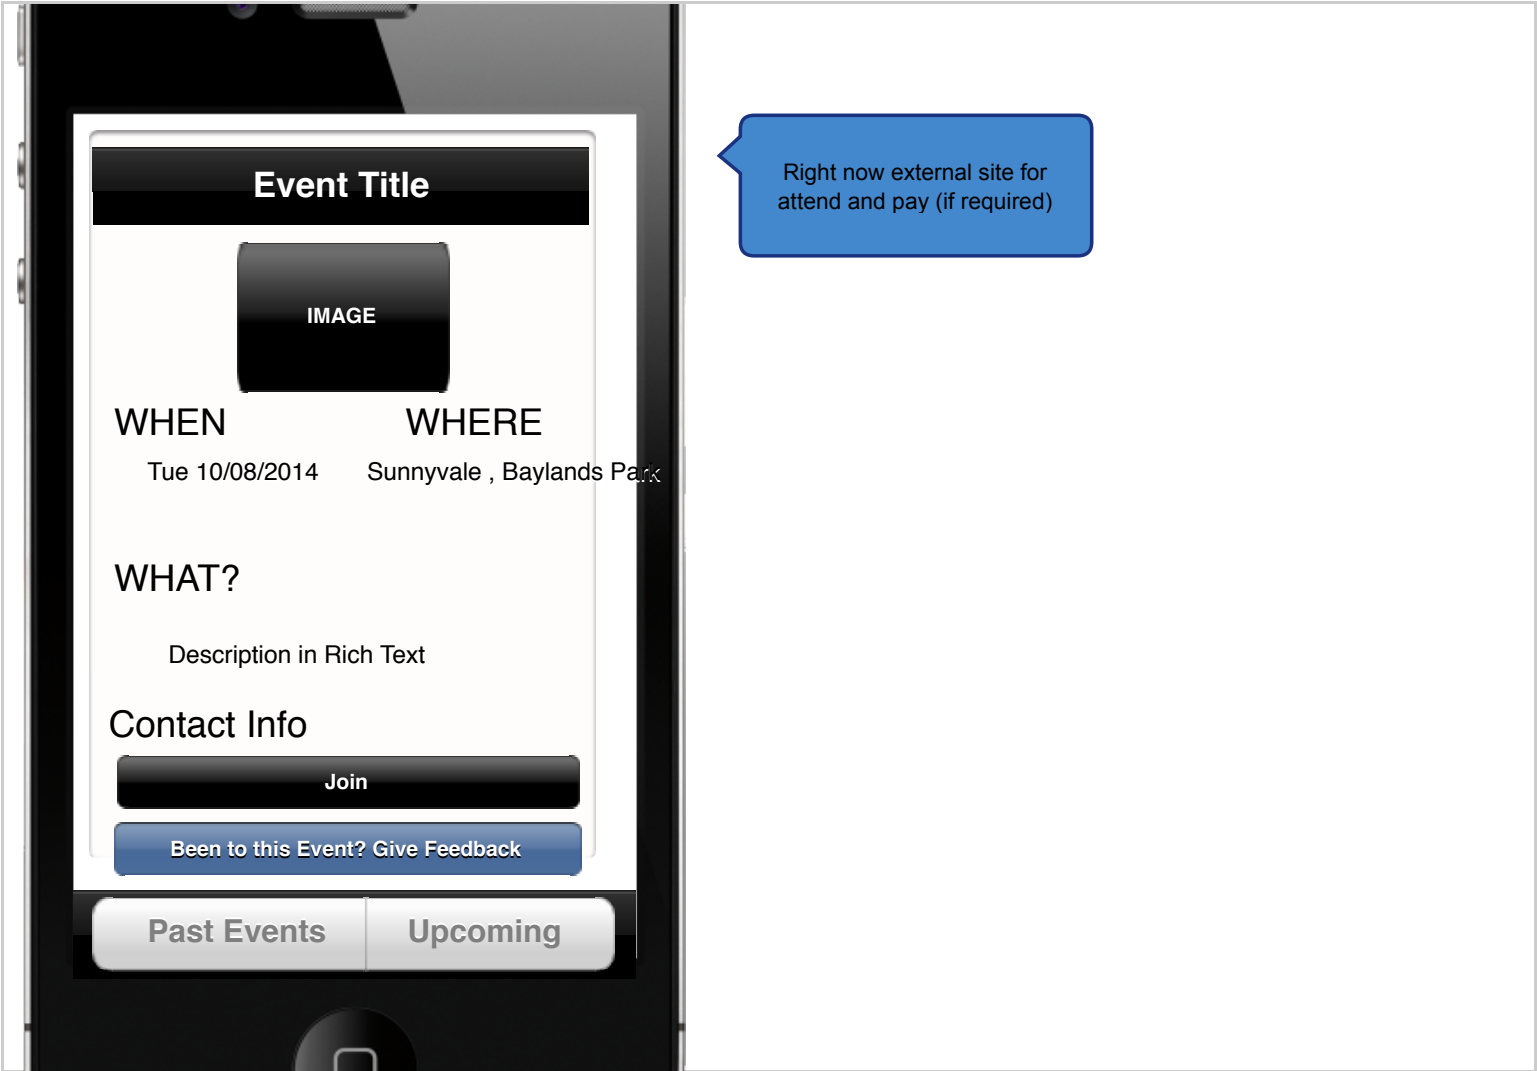 Event Title
IMAGE
WHEN
WHERE
Tue 10/08/2014
Sunnyvale , Baylands Park
WHAT?
Description in Rich Text
Contact Info
Join
Been to this Event? Give Feedback
Past Events
Upcoming
Right now external site for
attend and pay (if required)